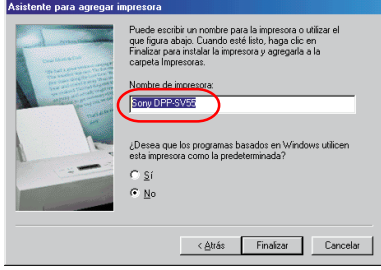 Asistente para agregar impresora
Puede escribir un nombre para la impresora o utilizar el
que figura abajo. Cuando esté listo, haga clic en
Finalizar para instalar la impresora y agregarla a la
carpeta Impresoras.
Nombre de impresora:
Sony DPP-SV55
¿Desea que los programas basados en Windows utilicen
esta impresora como la predeterminada?
Sí
No
< Atrás
Finalizar
Cancelar